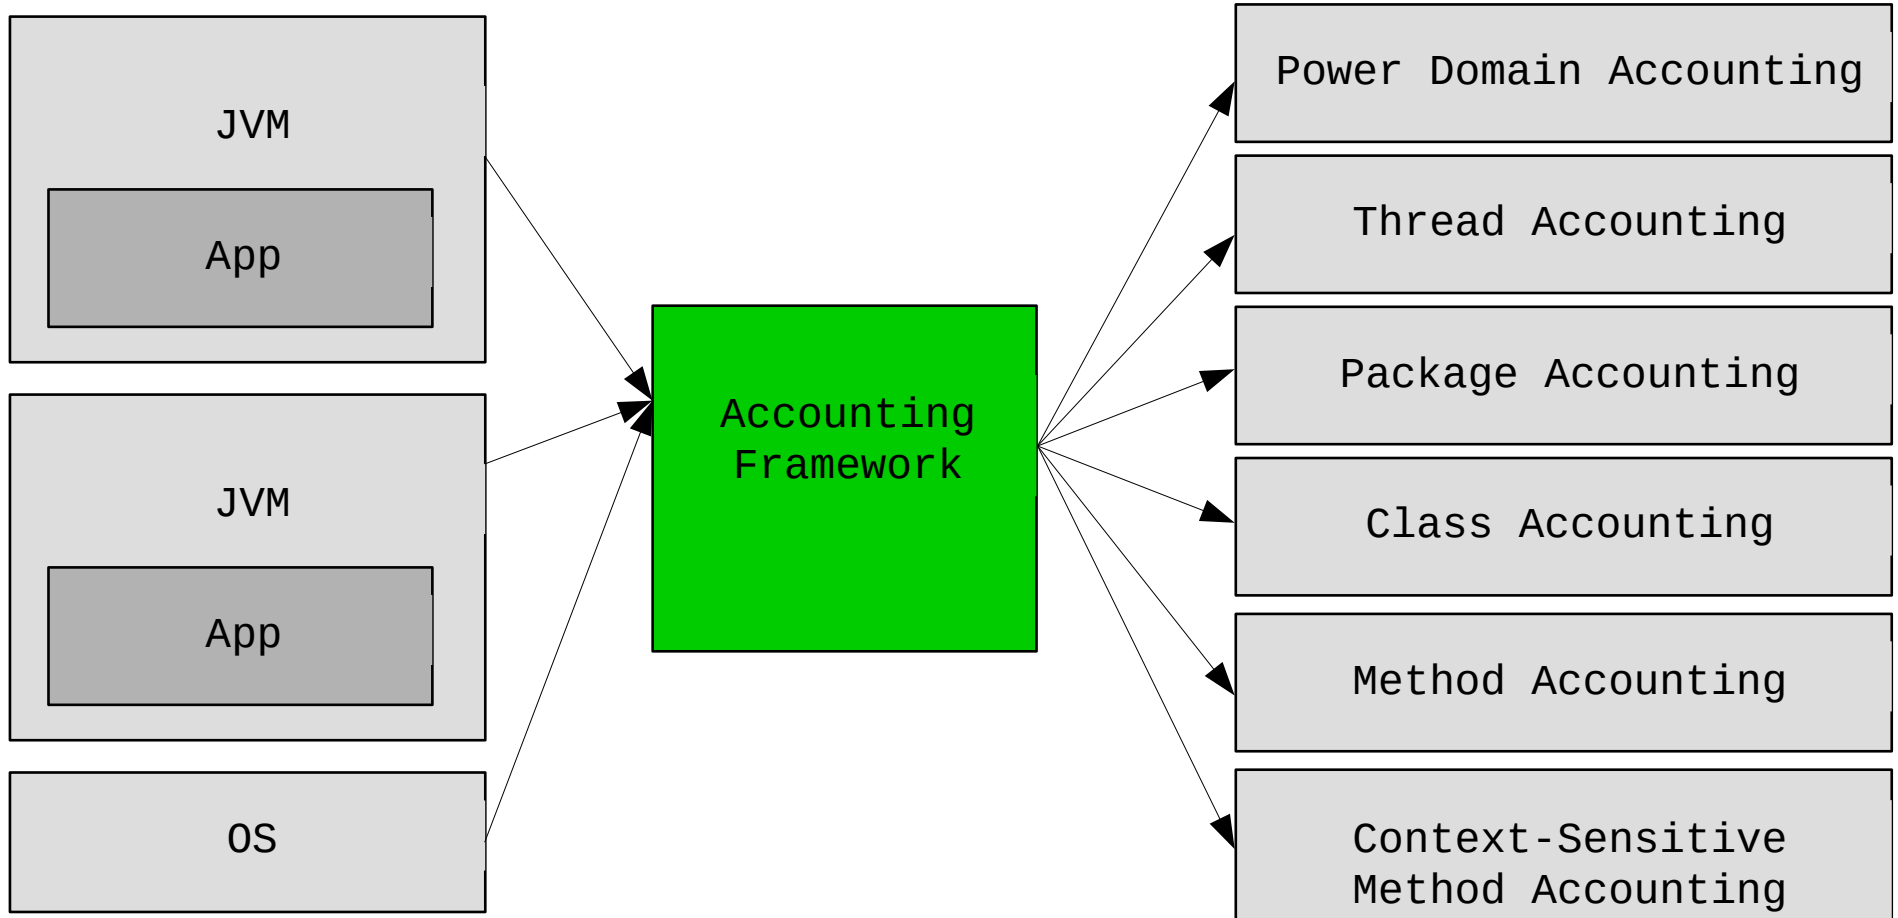 JVM
App
JVM
App
OS
Accounting
Framework
Power Domain Accounting
Thread Accounting
Package Accounting
Class Accounting
Method Accounting
Context-Sensitive
Method Accounting